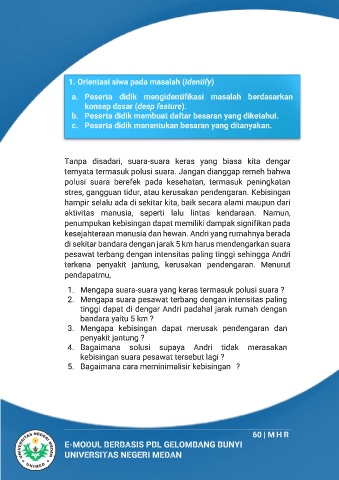 1. Orientasi siwa pada masalah (Identify)
a. Peserta didik mengidentifikasi masalah berdasarkan
konsep dasar (deep feature).
b. Peserta didik membuat daftar besaran yang diketahui.
c. Peserta didik menentukan besaran yang ditanyakan.
Tanpa disadari, suara-suara keras yang biasa kita dengar
ternyata termasuk polusi suara. Jangan dianggap remeh bahwa
polusi suara berefek pada kesehatan, termasuk peningkatan
stres, gangguan tidur, atau kerusakan pendengaran. Kebisingan
hampir selalu ada di sekitar kita, baik secara alami maupun dari
aktivitas manusia, seperti lalu lintas kendaraan. Namun,
penumpukan kebisingan dapat memiliki dampak signifikan pada
kesejahteraan manusia dan hewan. Andri yang rumahnya berada
di sekitar bandara dengan jarak 5 km harus mendengarkan suara
pesawat terbang dengan intensitas paling tinggi sehingga Andri
terkena penyakit jantung, kerusakan pendengaran. Menurut
pendapatmu,
1. Mengapa suara-suara yang keras termasuk polusi suara ?
2. Mengapa suara pesawat terbang dengan intensitas paling
tinggi dapat di dengar Andri padahal jarak rumah dengan
bandara yaitu 5 km ?
3. Mengapa kebisingan dapat merusak pendengaran dan
penyakit jantung ?
4. Bagaimana solusi supaya Andri tidak merasakan
kebisingan suara pesawat tersebut lagi ?
5. Bagaimana cara meminimalisir kebisingan ?
60 | M H R
E-MODUL BERBASIS PBL GELOMBANG BUNYI
UNIVERSITAS NEGERI MEDAN
UNIVERSITAS NEGERI MEDAN
UNIMED